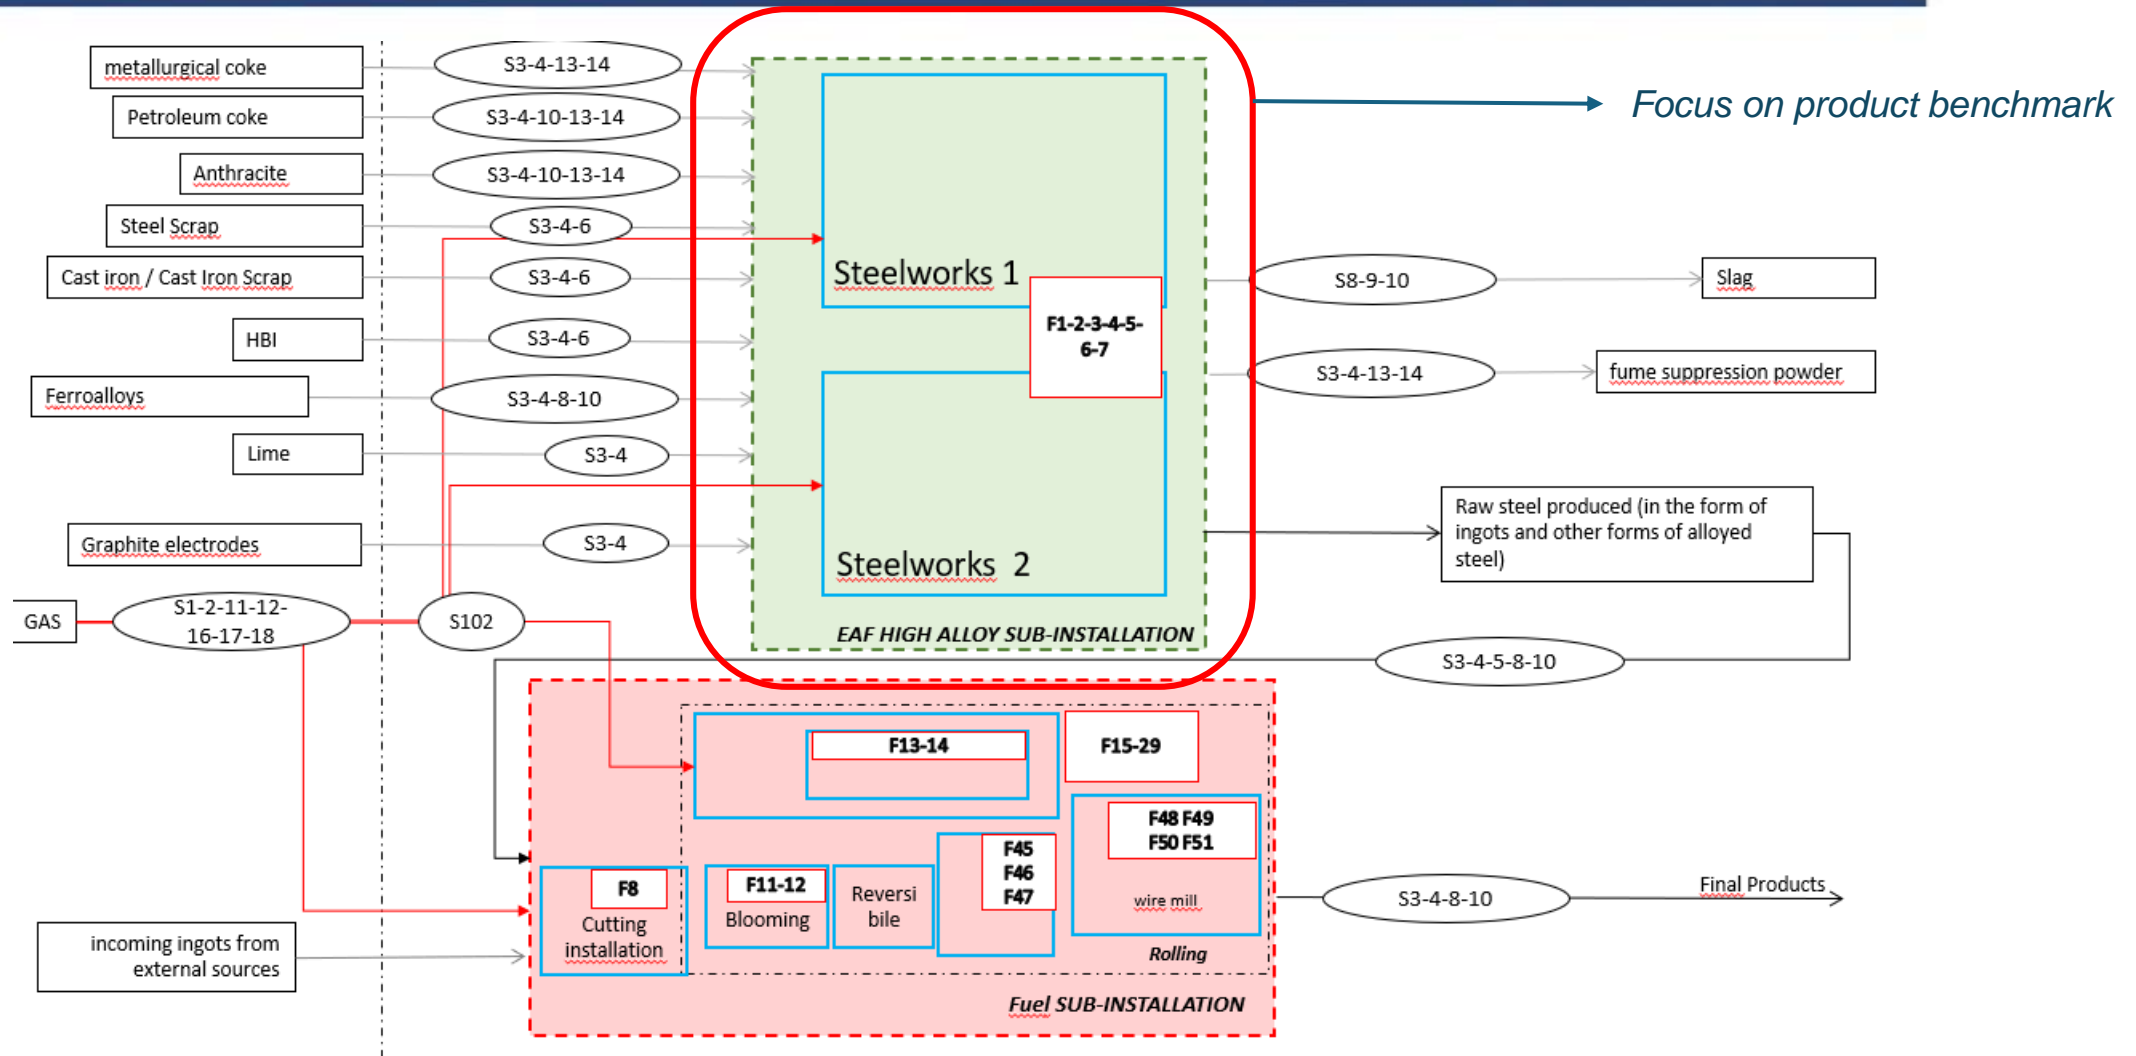 metallurgical coke
S3-4-13-14
Petroleum coke
S3-4-10-13-14
Focus on product benchmark
Anthracite
S3-4-10-13-14
Steel Scrap
S3-4-6
Cast iron / Cast Iron Scrap
S3-4-6
Steelworks 1
S8-9-10
Slag
HBI
S3-4-6
F1-2-3-4-5-
6-7
S3-4-13-14
fume suppression powder
Ferroalloys
S3-4-8-10
Lime
S3-4
Graphite electrodes
S3-4
Steelworks 2
Raw steel produced (in the form of
ingots and other forms of alloyed
steel)
GAS
S1-2-11-12-
16-17-18
S102
EAF HIGH ALLOY SUB-INSTALLATION
S3-4-5-8-10
F13-14
F15-29
F48 F49
F50 F51
wire mill
F45
F46
F47
F8
Cutting
installation
F11-12
Blooming
Reversi
bile
Rolling
S3-4-8-10
Final Products
incoming ingots from
external sources
Fuel SUB-INSTALLATION